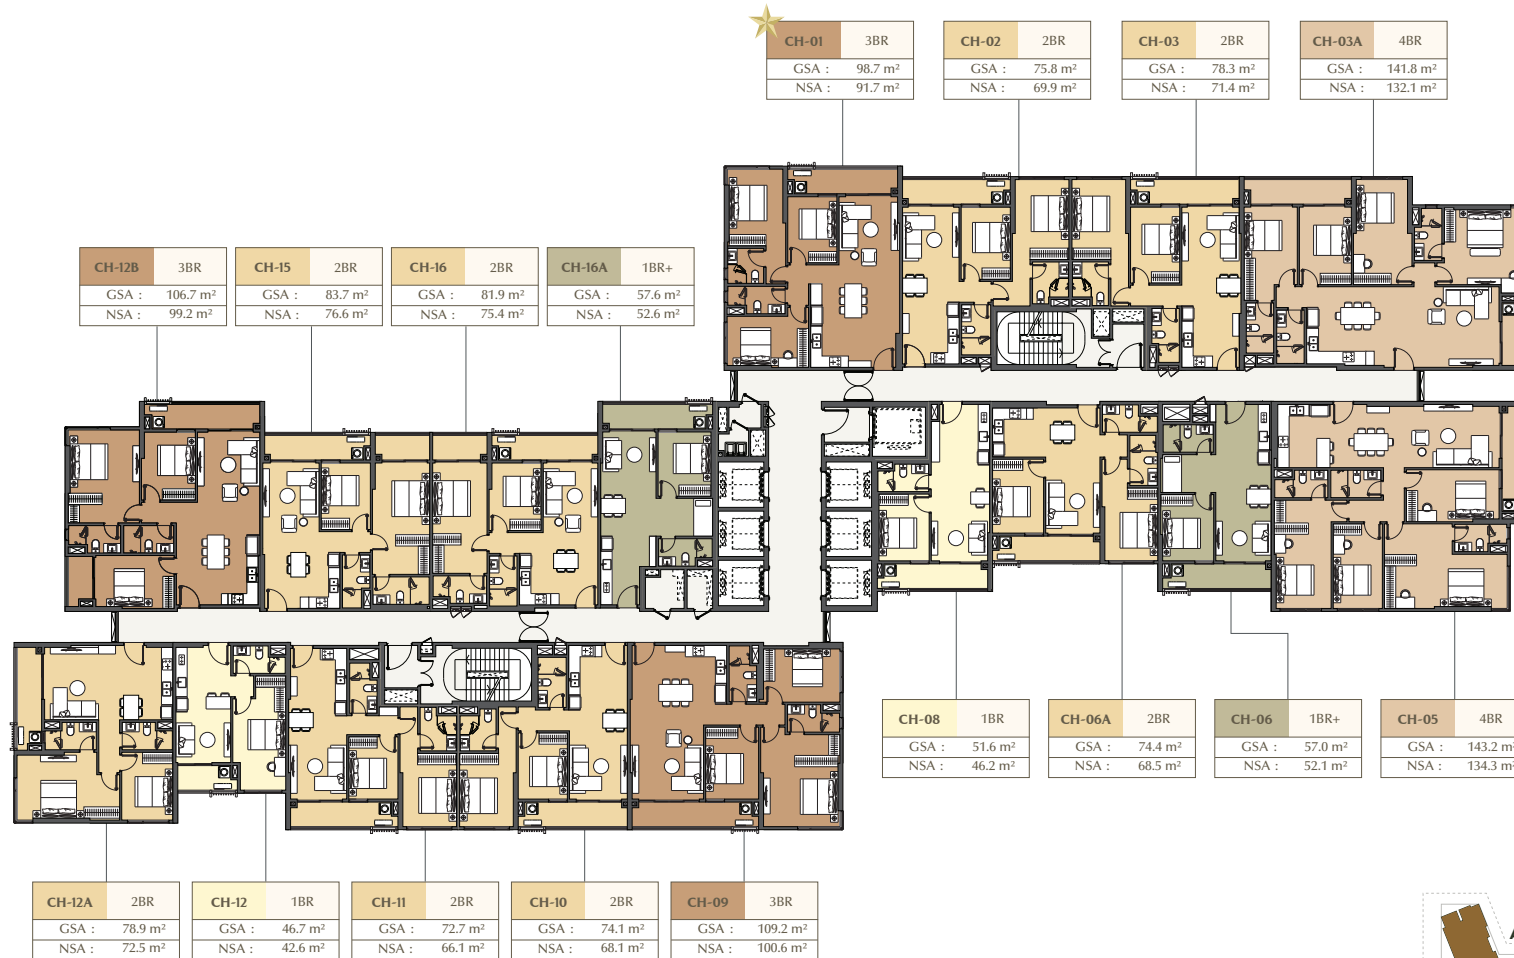 CH-01 3BR
GSA : 98.7 m²
NSA : 91.7 m²
CH-02 2BR
GSA : 75.8 m²
NSA : 69.9 m²
CH-03 2BR
GSA : 78.3 m²
NSA : 71.4 m²
CH-03A 4BR
GSA : 141.8 m²
NSA : 132.1 m²
CH-12B 3BR
GSA : 106.7 m²
NSA : 99.2 m²
CH-15 2BR
GSA : 83.7 m²
NSA : 76.6 m²
CH-16 2BR
GSA : 81.9 m²
NSA : 75.4 m²
CH-16A 1BR+
GSA : 57.6 m²
NSA : 52.6 m²
CH-08 1BR
GSA : 51.6 m²
NSA : 46.2 m²
CH-06A 2BR
GSA : 74.4 m²
NSA : 68.5 m²
CH-06 1BR+
GSA : 57.0 m²
NSA : 52.1 m²
CH-05 4BR
GSA : 143.2 m²
NSA : 134.3 m²
CH-12A 2BR
GSA : 78.9 m²
NSA : 72.5 m²
CH-12 1BR
GSA : 46.7 m²
NSA : 42.6 m²
CH-11 2BR
GSA : 72.7 m²
NSA : 66.1 m²
CH-10 2BR
GSA : 74.1 m²
NSA : 68.1 m²
CH-09 3BR
GSA : 109.2 m²
NSA : 100.6 m²